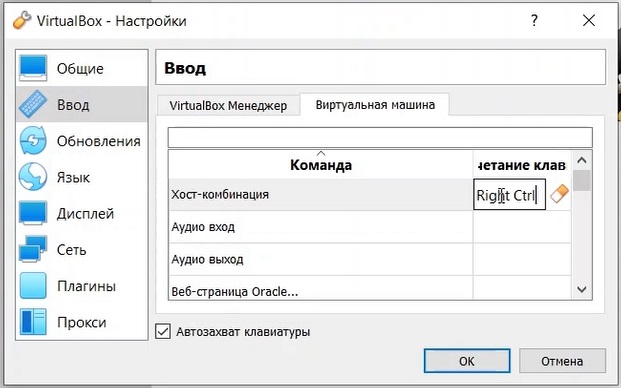 VirtualBox - Настройки
Общие
Ввод
Обновления
Язык
Дисплей
Сеть
Плагины
Прокси
Ввод
VirtualBox Менеджер
Виртуальная машина
Команда
четание клав
Хост-комбинация
Right Ctrl
Аудио вход
Аудио выход
Веб-страница Oracle...
Автозахват клавиатуры
OK
Отмена